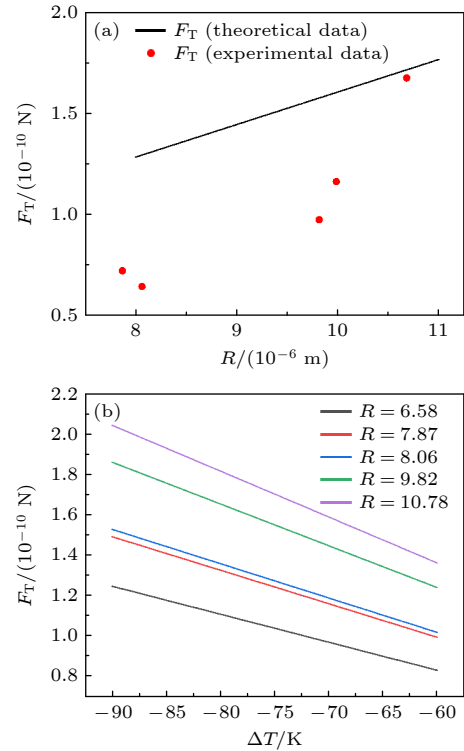 (a)
F_T (theoretical data)
F_T (experimental data)
2.0
1.5
1.0
0.5
F_T/(10⁻¹⁰ N)
8 9 10 11
R/(10⁻⁶ m)
(b)
R = 6.58
R = 7.87
R = 8.06
R = 9.82
R = 10.78
2.2
2.0
1.8
1.6
1.4
1.2
1.0
0.8
F_T/(10⁻¹⁰ N)
−90 −85 −80 −75 −70 −65 −60
ΔT/K